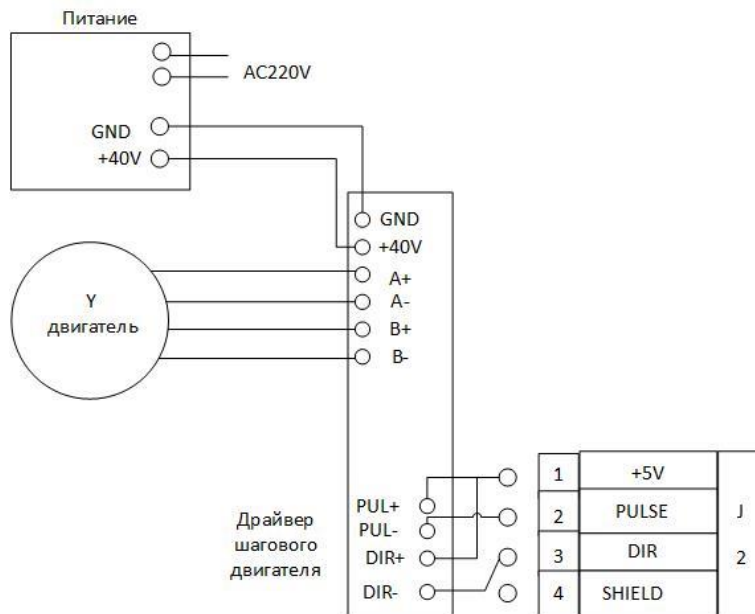 Питание
AC220V
GND
+40V
GND
+40V
A+
A-
B+
B-
Y
двигатель
Драйвер
шагового
двигателя
PUL+
PUL-
DIR+
DIR-
1 +5V
2 PULSE
3 DIR
4 SHIELD
J
2